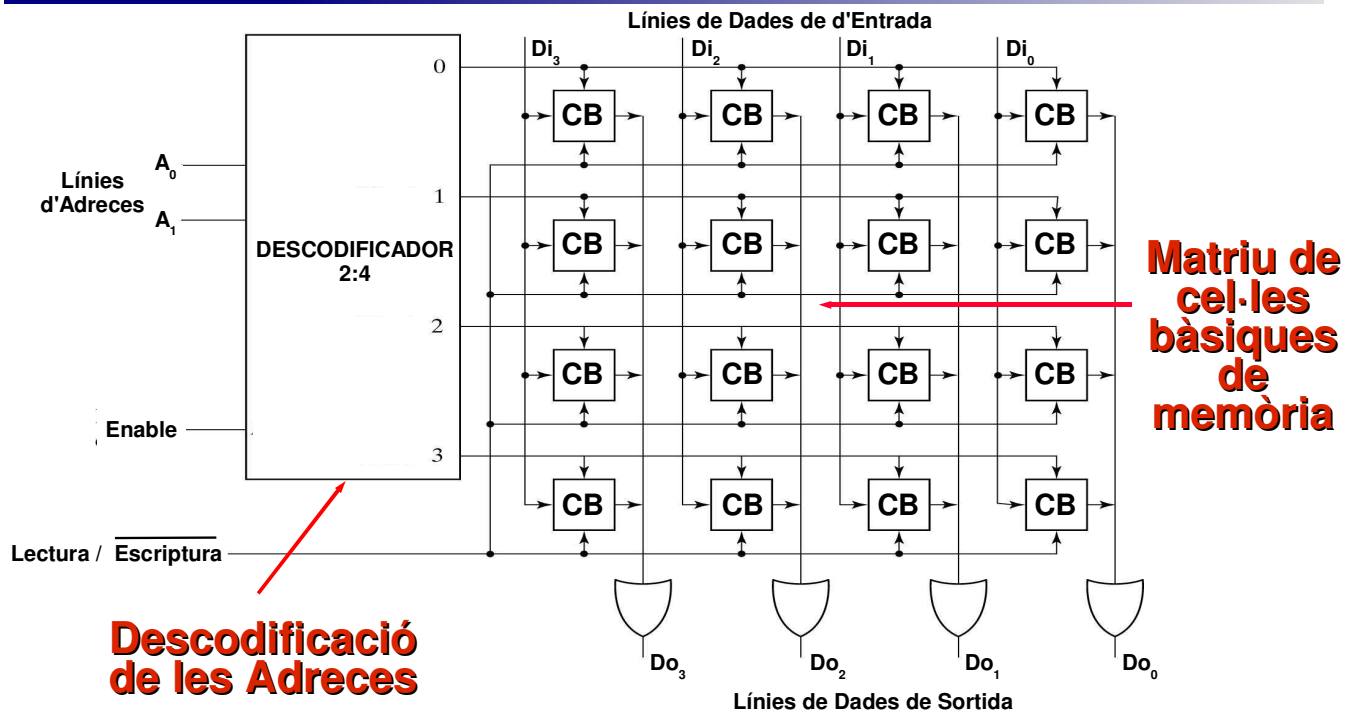 Línies de Dades de d'Entrada
Di3 Di2 Di1 Di0
0
CB CB CB CB
A0
Línies
d'Adreces
A1
1
DESCODIFICADOR
2:4
CB CB CB CB
Matriu de
cel·les
bàsiques
de
memòria
2
CB CB CB CB
Enable
3
CB CB CB CB
Lectura / Escriptura
Descodificació
de les Adreces
Do3 Do2 Do1 Do0
Línies de Dades de Sortida